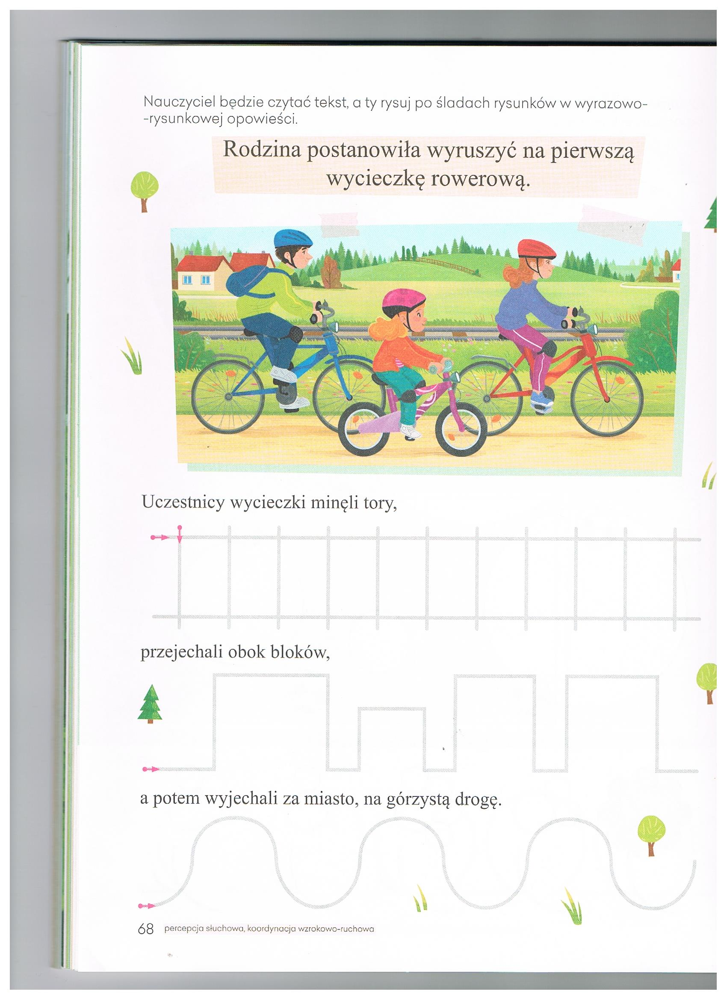 Nauczyciel będzie czytać tekst, a ty rysuj po śladach rysunków w wyrazowo-
-rysunkowej opowieści.
Rodzina postanowiła wyruszyć na pierwszą
wycieczkę rowerową.
Uczestnicy wycieczki minęli tory,
przejechali obok bloków,
a potem wyjechali za miasto, na górzystą drogę.
68 percepcja słuchowa, koordynacja wzrokowo-ruchowa